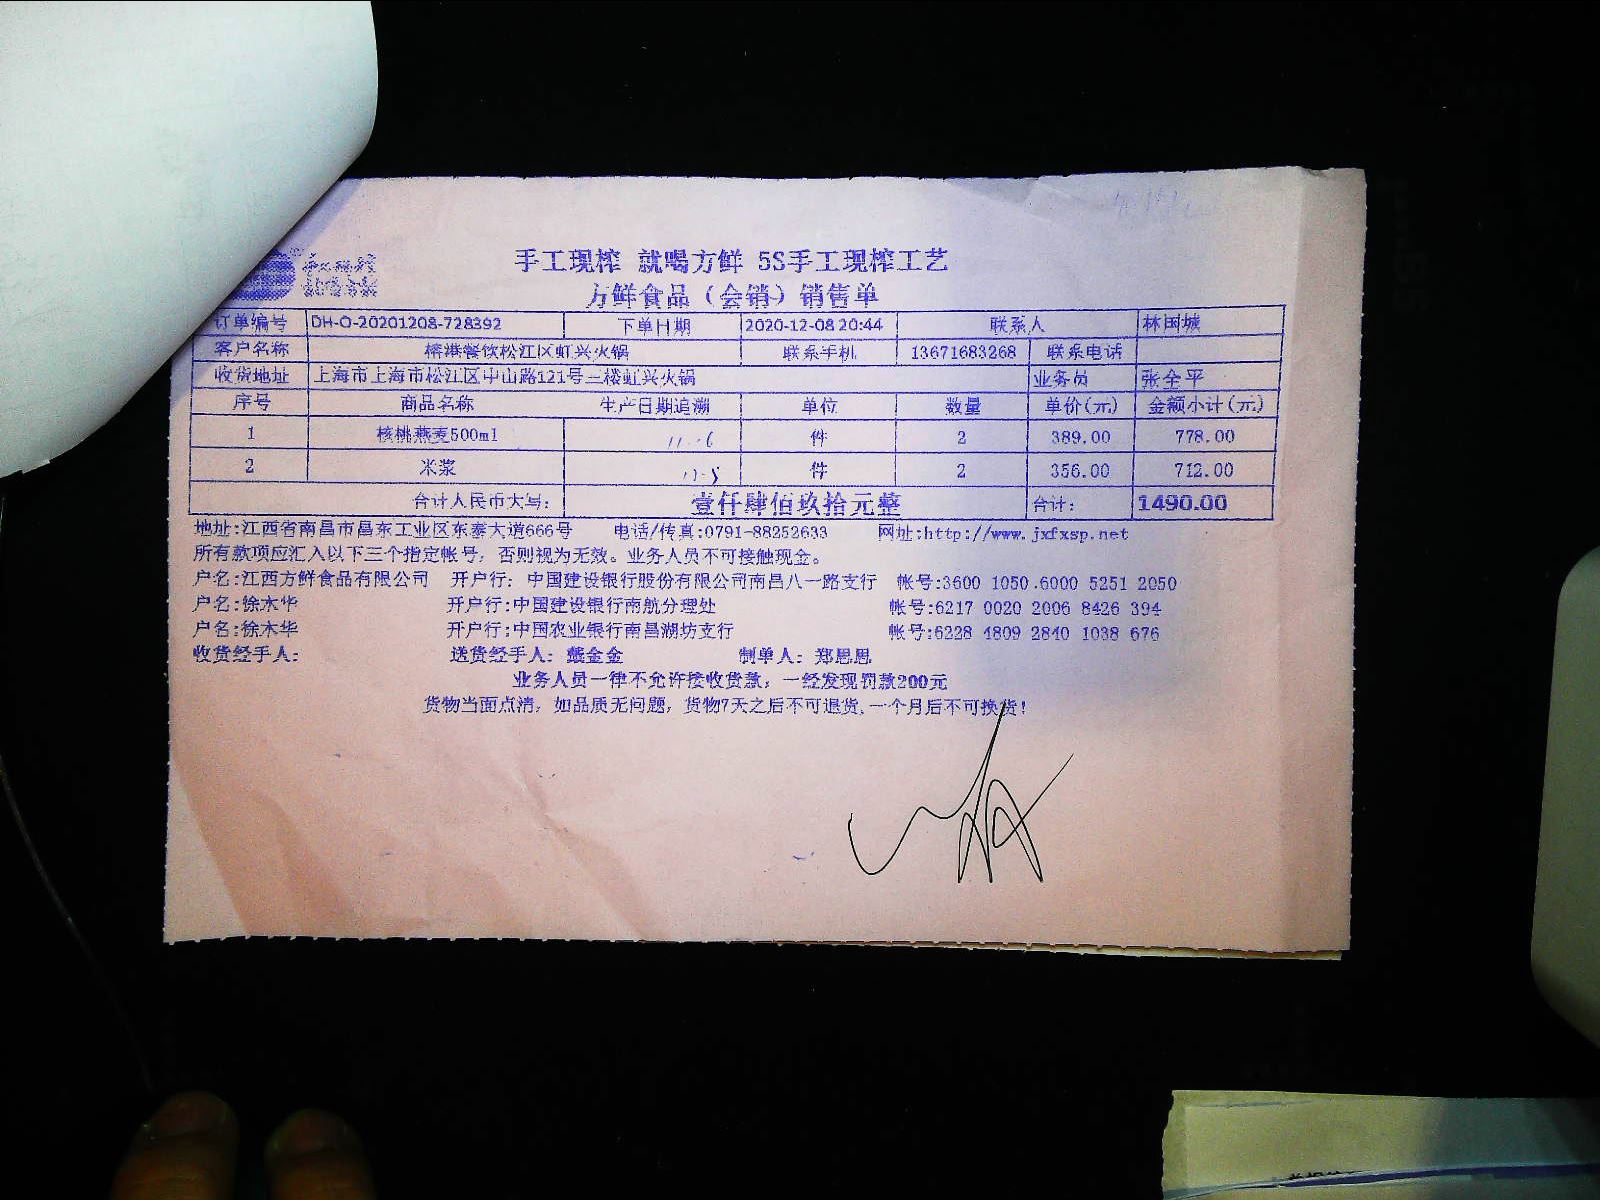 手工现榨 就喝方鲜 5S手工现榨工艺
方鲜食品（会销）销售单
订单编号 DH-O-20201208-728392 下单日期 2020-12-08 20:44 联系人 林国城
客户名称 榕港餐饮松江区虹兴火锅 联系手机 13671683268 联系电话
收货地址 上海市上海市松江区中山路121号三楼虹兴火锅 业务员 张全平
序号 商品名称 生产日期追溯 单位 数量 单价(元) 金额小计(元)
1 核桃燕麦500ml 11-6 件 2 389.00 778.00
2 米浆 11-5 件 2 356.00 712.00
合计人民币大写: 壹仟肆佰玖拾元整 合计: 1490.00
地址:江西省南昌市昌东工业区东泰大道666号 电话/传真:0791-88252633 网址:http://www.jxfxsp.net
所有款项应汇入以下三个指定帐号，否则视为无效。业务人员不可接触现金。
户名:江西方鲜食品有限公司 开户行: 中国建设银行股份有限公司南昌八一路支行 帐号:3600 1050.6000 5251 2050
户名:徐木华 开户行:中国建设银行南航分理处 帐号:6217 0020 2006 8426 394
户名:徐木华 开户行:中国农业银行南昌湖坊支行 帐号:6228 4809 2840 1038 676
收货经手人: 送货经手人: 戴金金 制单人: 郑思思
业务人员一律不允许接收货款，一经发现罚款200元
货物当面点清，如品质无问题，货物7天之后不可退货,一个月后不可换货!